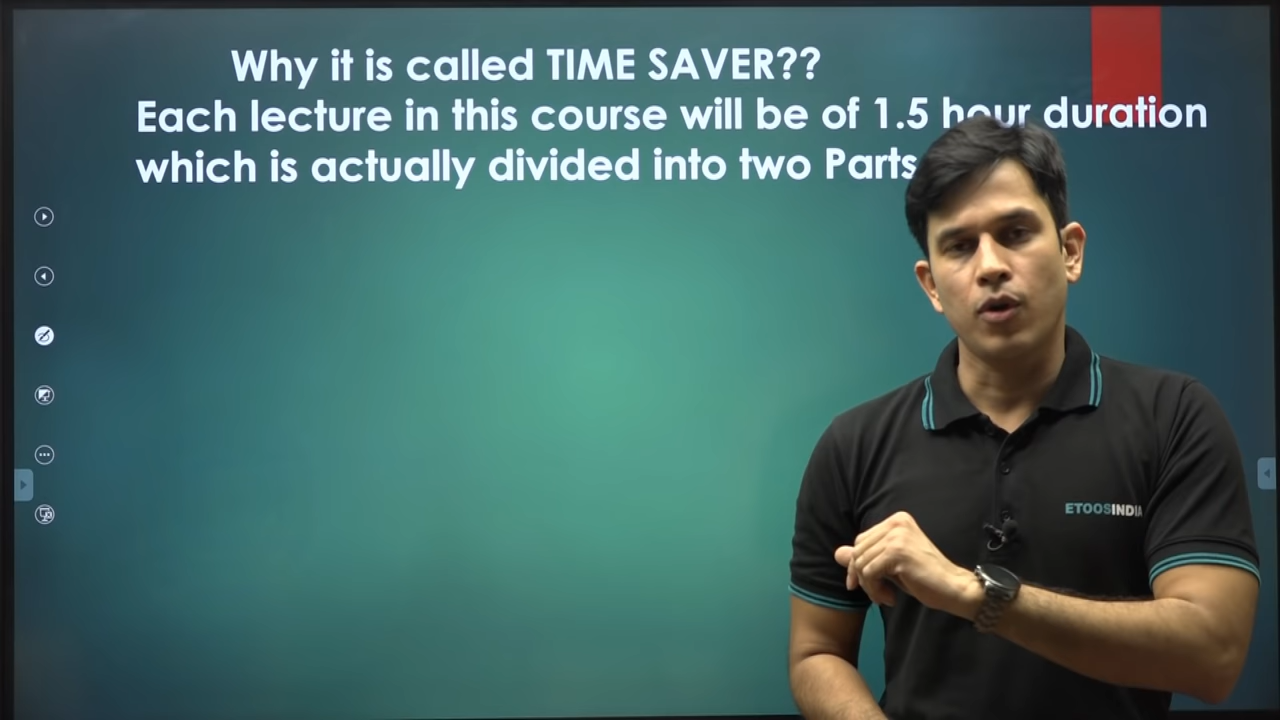 Why it is called TIME SAVER??
Each lecture in this course will be of 1.5 hour duration
which is actually divided into two Parts
ETOOSINDIA